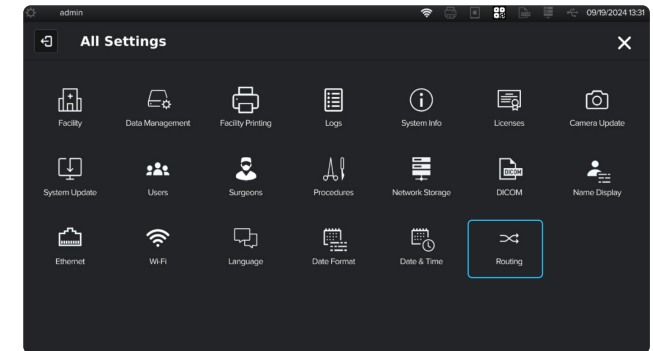 admin
09/19/2024 13:31
All Settings
Facility
Data Management
Facility Printing
Logs
System Info
Licenses
Camera Update
System Update
Users
Surgeons
Procedures
Network Storage
DICOM
DICOM
Name Display
Ethernet
Wi-Fi
Language
Date Format
Date & Time
Routing